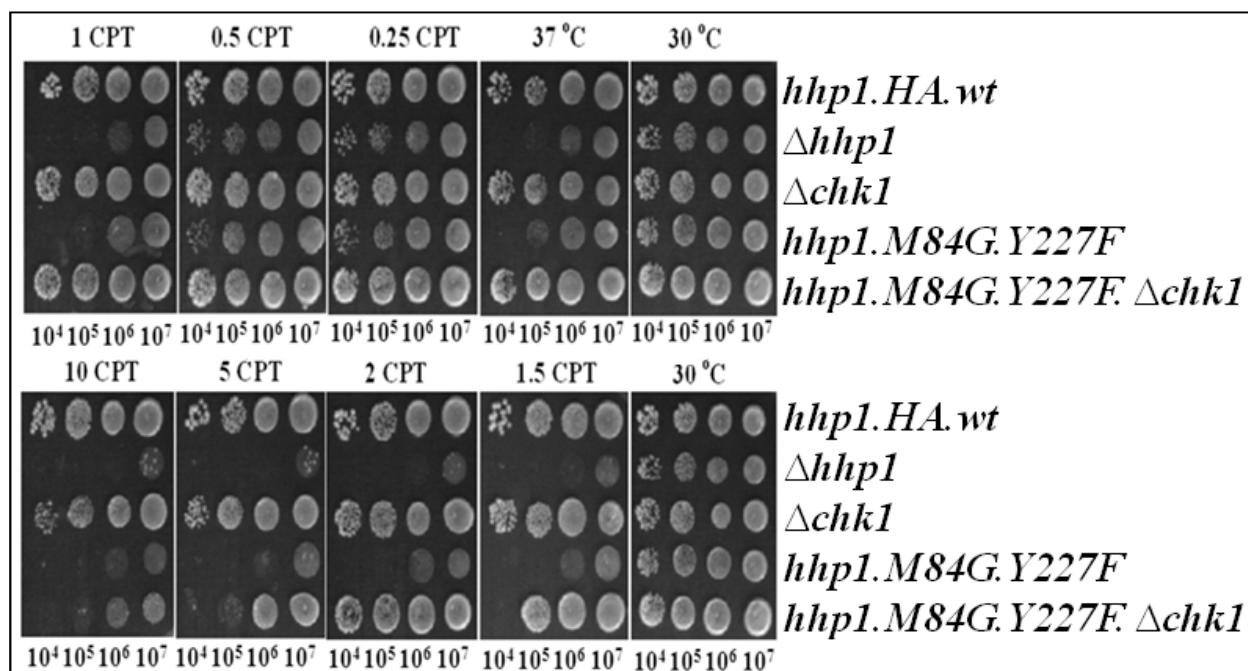 1 CPT 0.5 CPT 0.25 CPT 37 °C 30 °C
hhp1.HA.wt
Δhhp1
Δchk1
hhp1.M84G.Y227F
hhp1.M84G.Y227F. Δchk1
10⁴ 10⁵ 10⁶ 10⁷ 10⁴ 10⁵ 10⁶ 10⁷ 10⁴ 10⁵ 10⁶ 10⁷ 10⁴ 10⁵ 10⁶ 10⁷ 10⁴ 10⁵ 10⁶ 10⁷
10 CPT 5 CPT 2 CPT 1.5 CPT 30 °C
hhp1.HA.wt
Δhhp1
Δchk1
hhp1.M84G.Y227F
hhp1.M84G.Y227F. Δchk1
10⁴ 10⁵ 10⁶ 10⁷ 10⁴ 10⁵ 10⁶ 10⁷ 10⁴ 10⁵ 10⁶ 10⁷ 10⁴ 10⁵ 10⁶ 10⁷ 10⁴ 10⁵ 10⁶ 10⁷